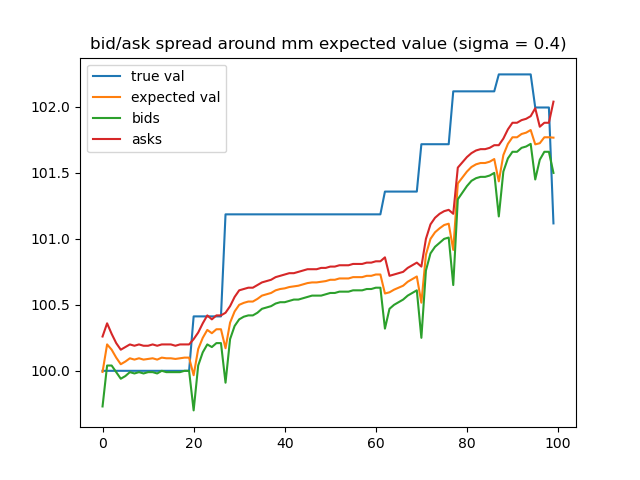 bid/ask spread around mm expected value (sigma = 0.4)
true val
expected val
bids
asks
102.0
101.5
101.0
100.5
100.0
0 20 40 60 80 100